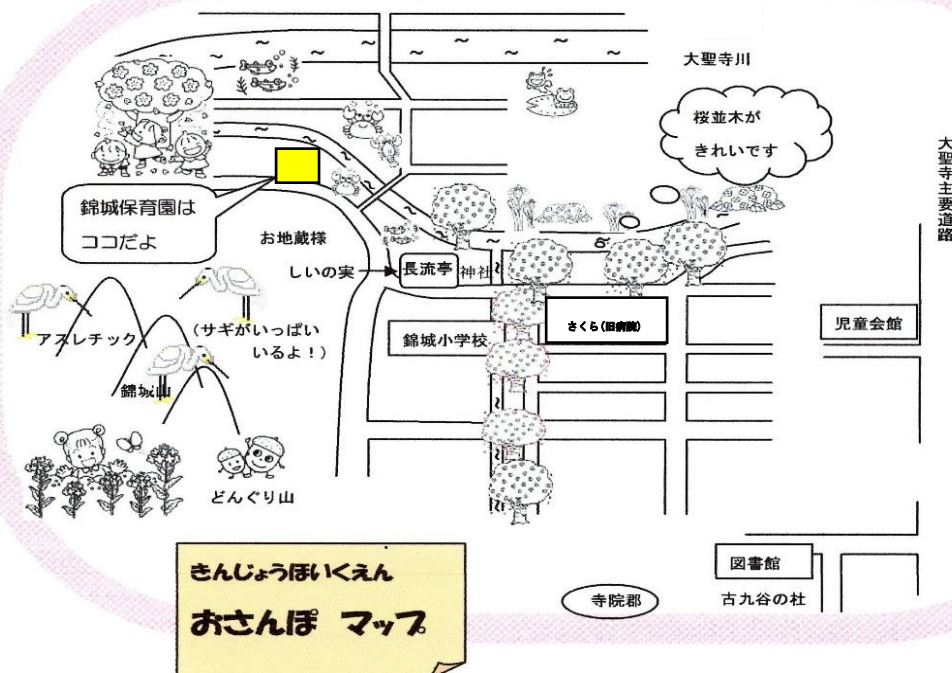 大聖寺川
桜並木が
きれいです
大聖寺主要道路
錦城保育園は
ココだよ
お地蔵様
しいの実
長流亭
神社
さくら(旧病院)
児童会館
錦城小学校
アスレチック
(サギがいっぱい
いるよ!)
錦城山
どんぐり山
きんじょうほいくえん
おさんぽ マップ
図書館
古九谷の杜
寺院郡